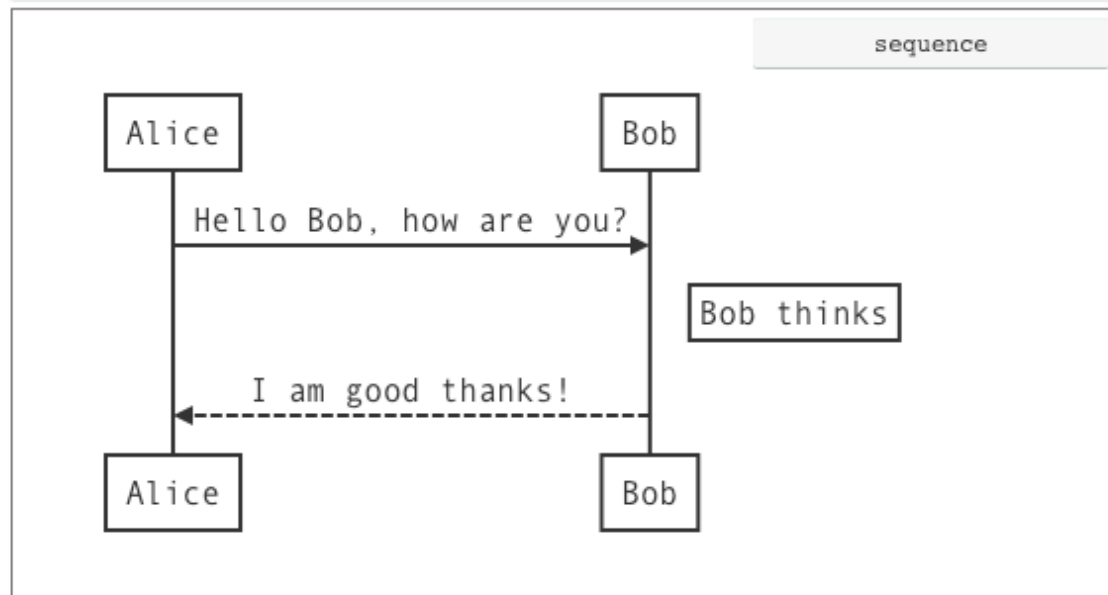 sequence
Alice
Bob
Hello Bob, how are you?
Bob thinks
I am good thanks!
Alice
Bob